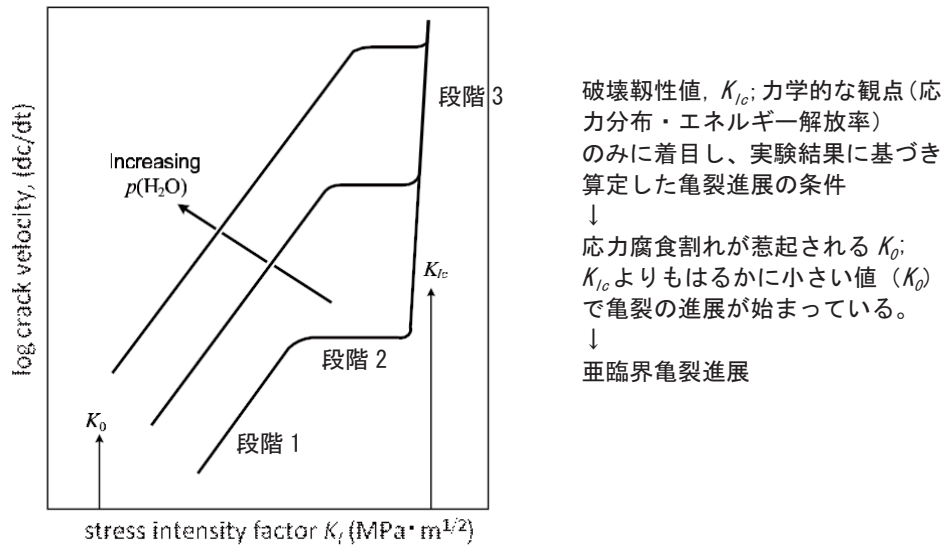 log crack velocity, (dc/dt)
Increasing
p(H₂O)
段階 3
K_Ic
段階 2
K₀
段階 1
stress intensity factor K_I (MPa・m^1/2)
破壊靱性値, K_Ic; 力学的な観点(応
力分布・エネルギー解放率)
のみに着目し、実験結果に基づき
算定した亀裂進展の条件
↓
応力腐食割れが惹起される K₀;
K_Ic よりもはるかに小さい値（K₀）
で亀裂の進展が始まっている。
↓
亜臨界亀裂進展